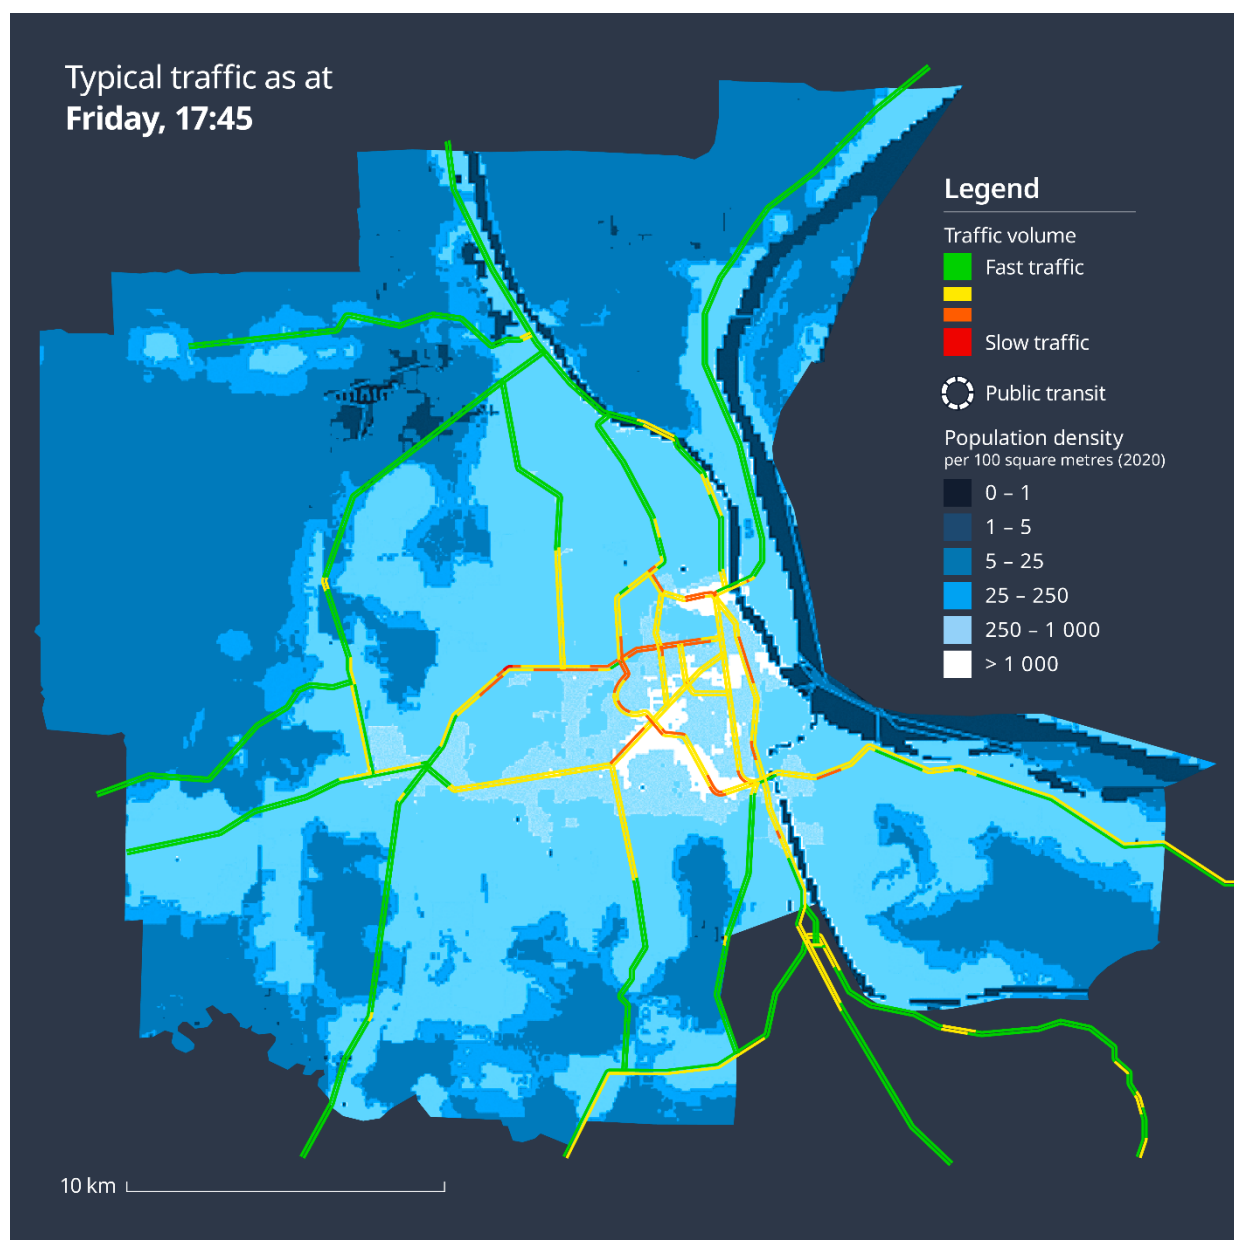 Typical traffic as at
Friday, 17:45
Legend
Traffic volume
Fast traffic
Slow traffic
Public transit
Population density
per 100 square metres (2020)
0 – 1
1 – 5
5 – 25
25 – 250
250 – 1 000
> 1 000
10 km